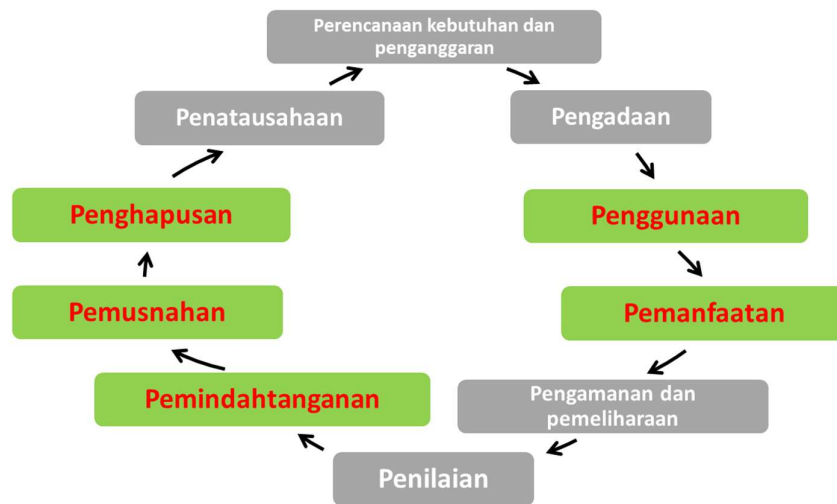 Perencanaan kebutuhan dan
penganggaran
Pengadaan
Penggunaan
Pemanfaatan
Pengamanan dan
pemeliharaan
Penilaian
Pemindahtanganan
Pemusnahan
Penghapusan
Penatausahaan